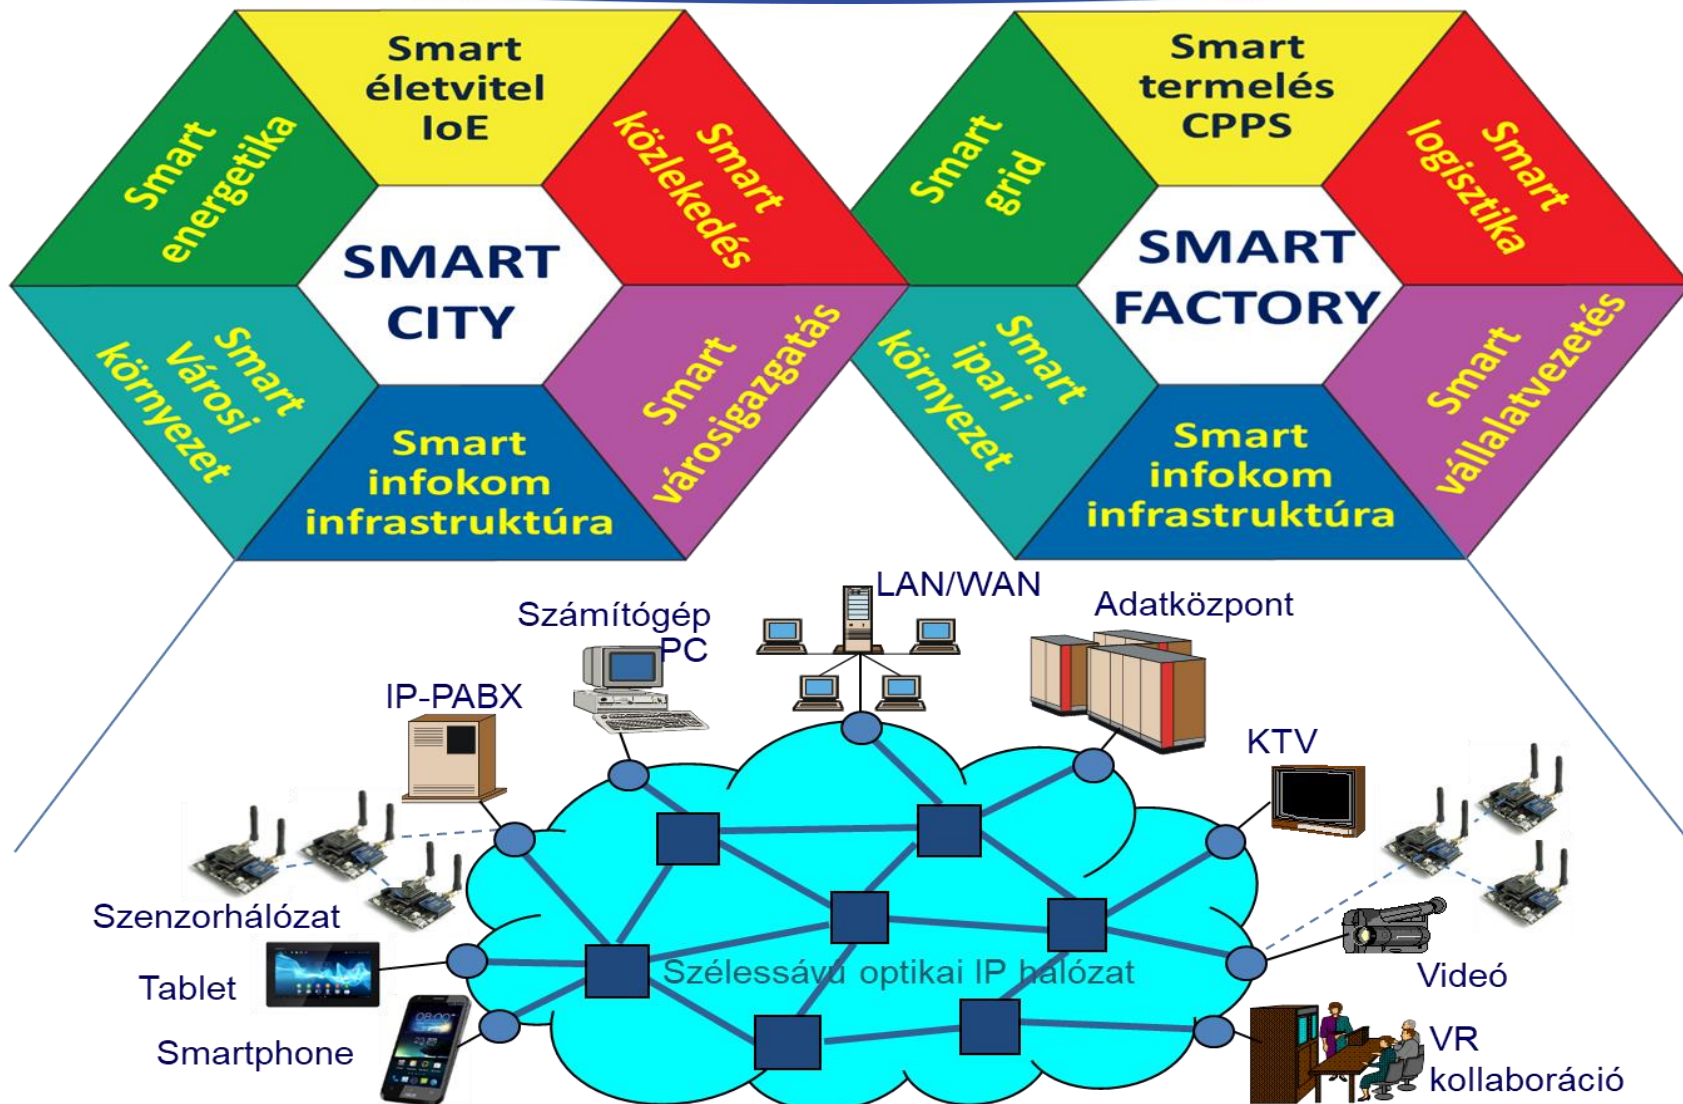 Smart
életvitel
IoE
Smart
közlekedés
Smart
városigazgatás
Smart
infokom
infrastruktúra
Smart
Városi
környezet
Smart
energetika
SMART
CITY
Smart
termelés
CPPS
Smart
logisztika
Smart
vállalatvezetés
Smart
infokom
infrastruktúra
Smart
ipari
környezet
Smart
grid
SMART
FACTORY
LAN/WAN
Számítógép
PC
Adatközpont
IP-PABX
KTV
Szenzorhálózat
Tablet
Szélessávú optikai IP hálózat
Videó
Smartphone
VR
kollaboráció